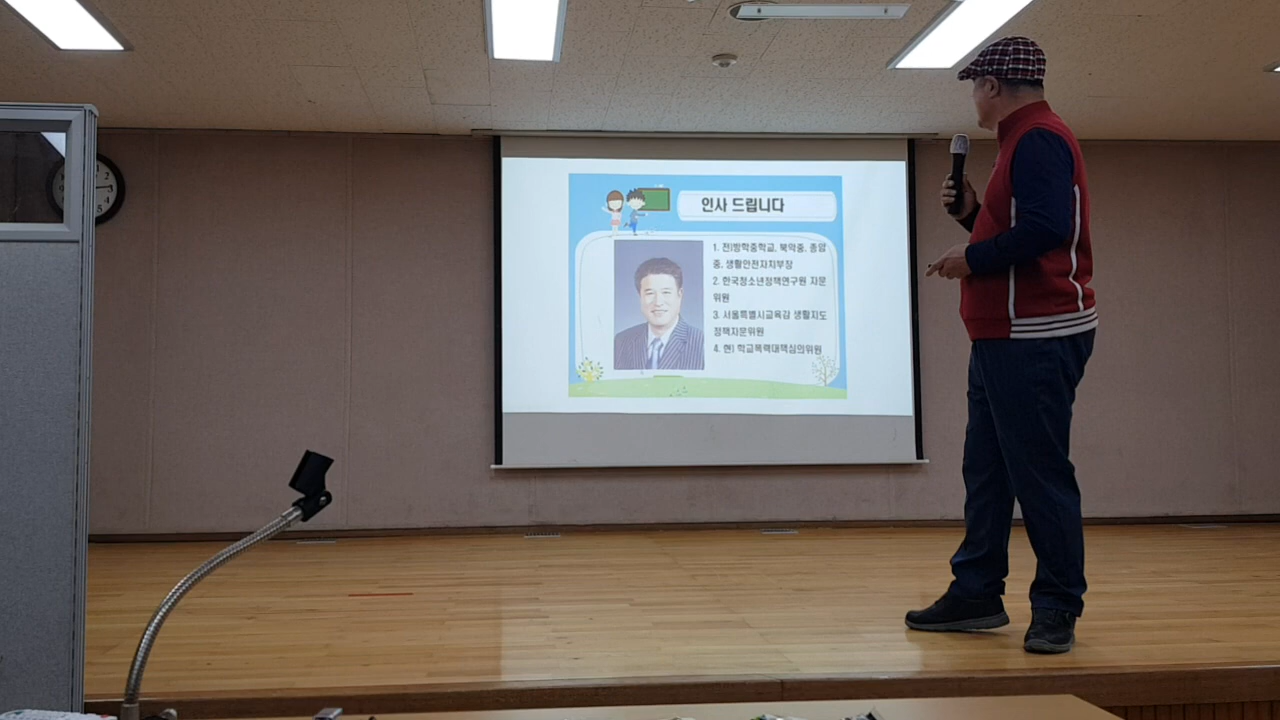 인사 드립니다
1. 전)방학중학교, 북악중, 종암
중, 생활안전자치부장
2. 한국청소년정책연구원 자문
위원
3. 서울특별시교육감 생활지도
정책자문위원
4. 현) 학교폭력대책심의위원